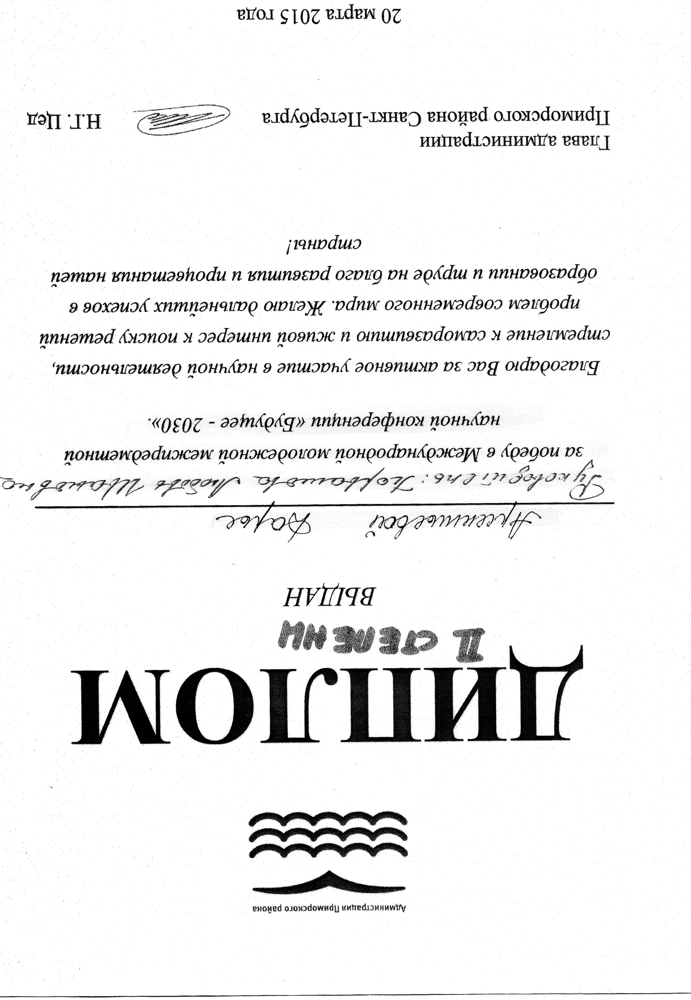 Администрация Приморского района
ДИПЛОМ
II СТЕПЕНИ
ВЫДАН
Арсентьевой Дарье
Руководитель: Любовь Ивановна
за победу в Международной молодежной межпредметной
научной конференции «Будущее - 2030».
Благодарю Вас за активное участие в научной деятельности,
стремление к саморазвитию и живой интерес к поиску решений
проблем современного мира. Желаю дальнейших успехов в
образовании и труде на благо развития и процветания нашей
страны!
Глава администрации
Приморского района Санкт-Петербурга Н.Г. Цед
20 марта 2015 года